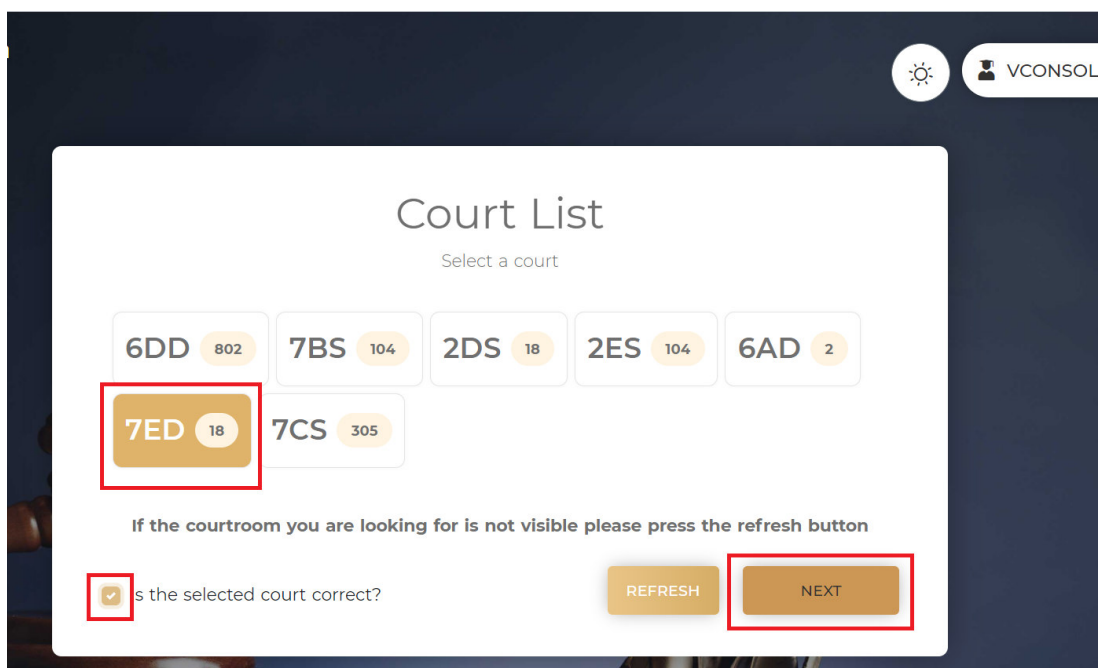 VCONSOL
Court List
Select a court
6DD 802 7BS 104 2DS 18 2ES 104 6AD 2
7ED 18 7CS 305
If the courtroom you are looking for is not visible please press the refresh button
s the selected court correct? REFRESH NEXT